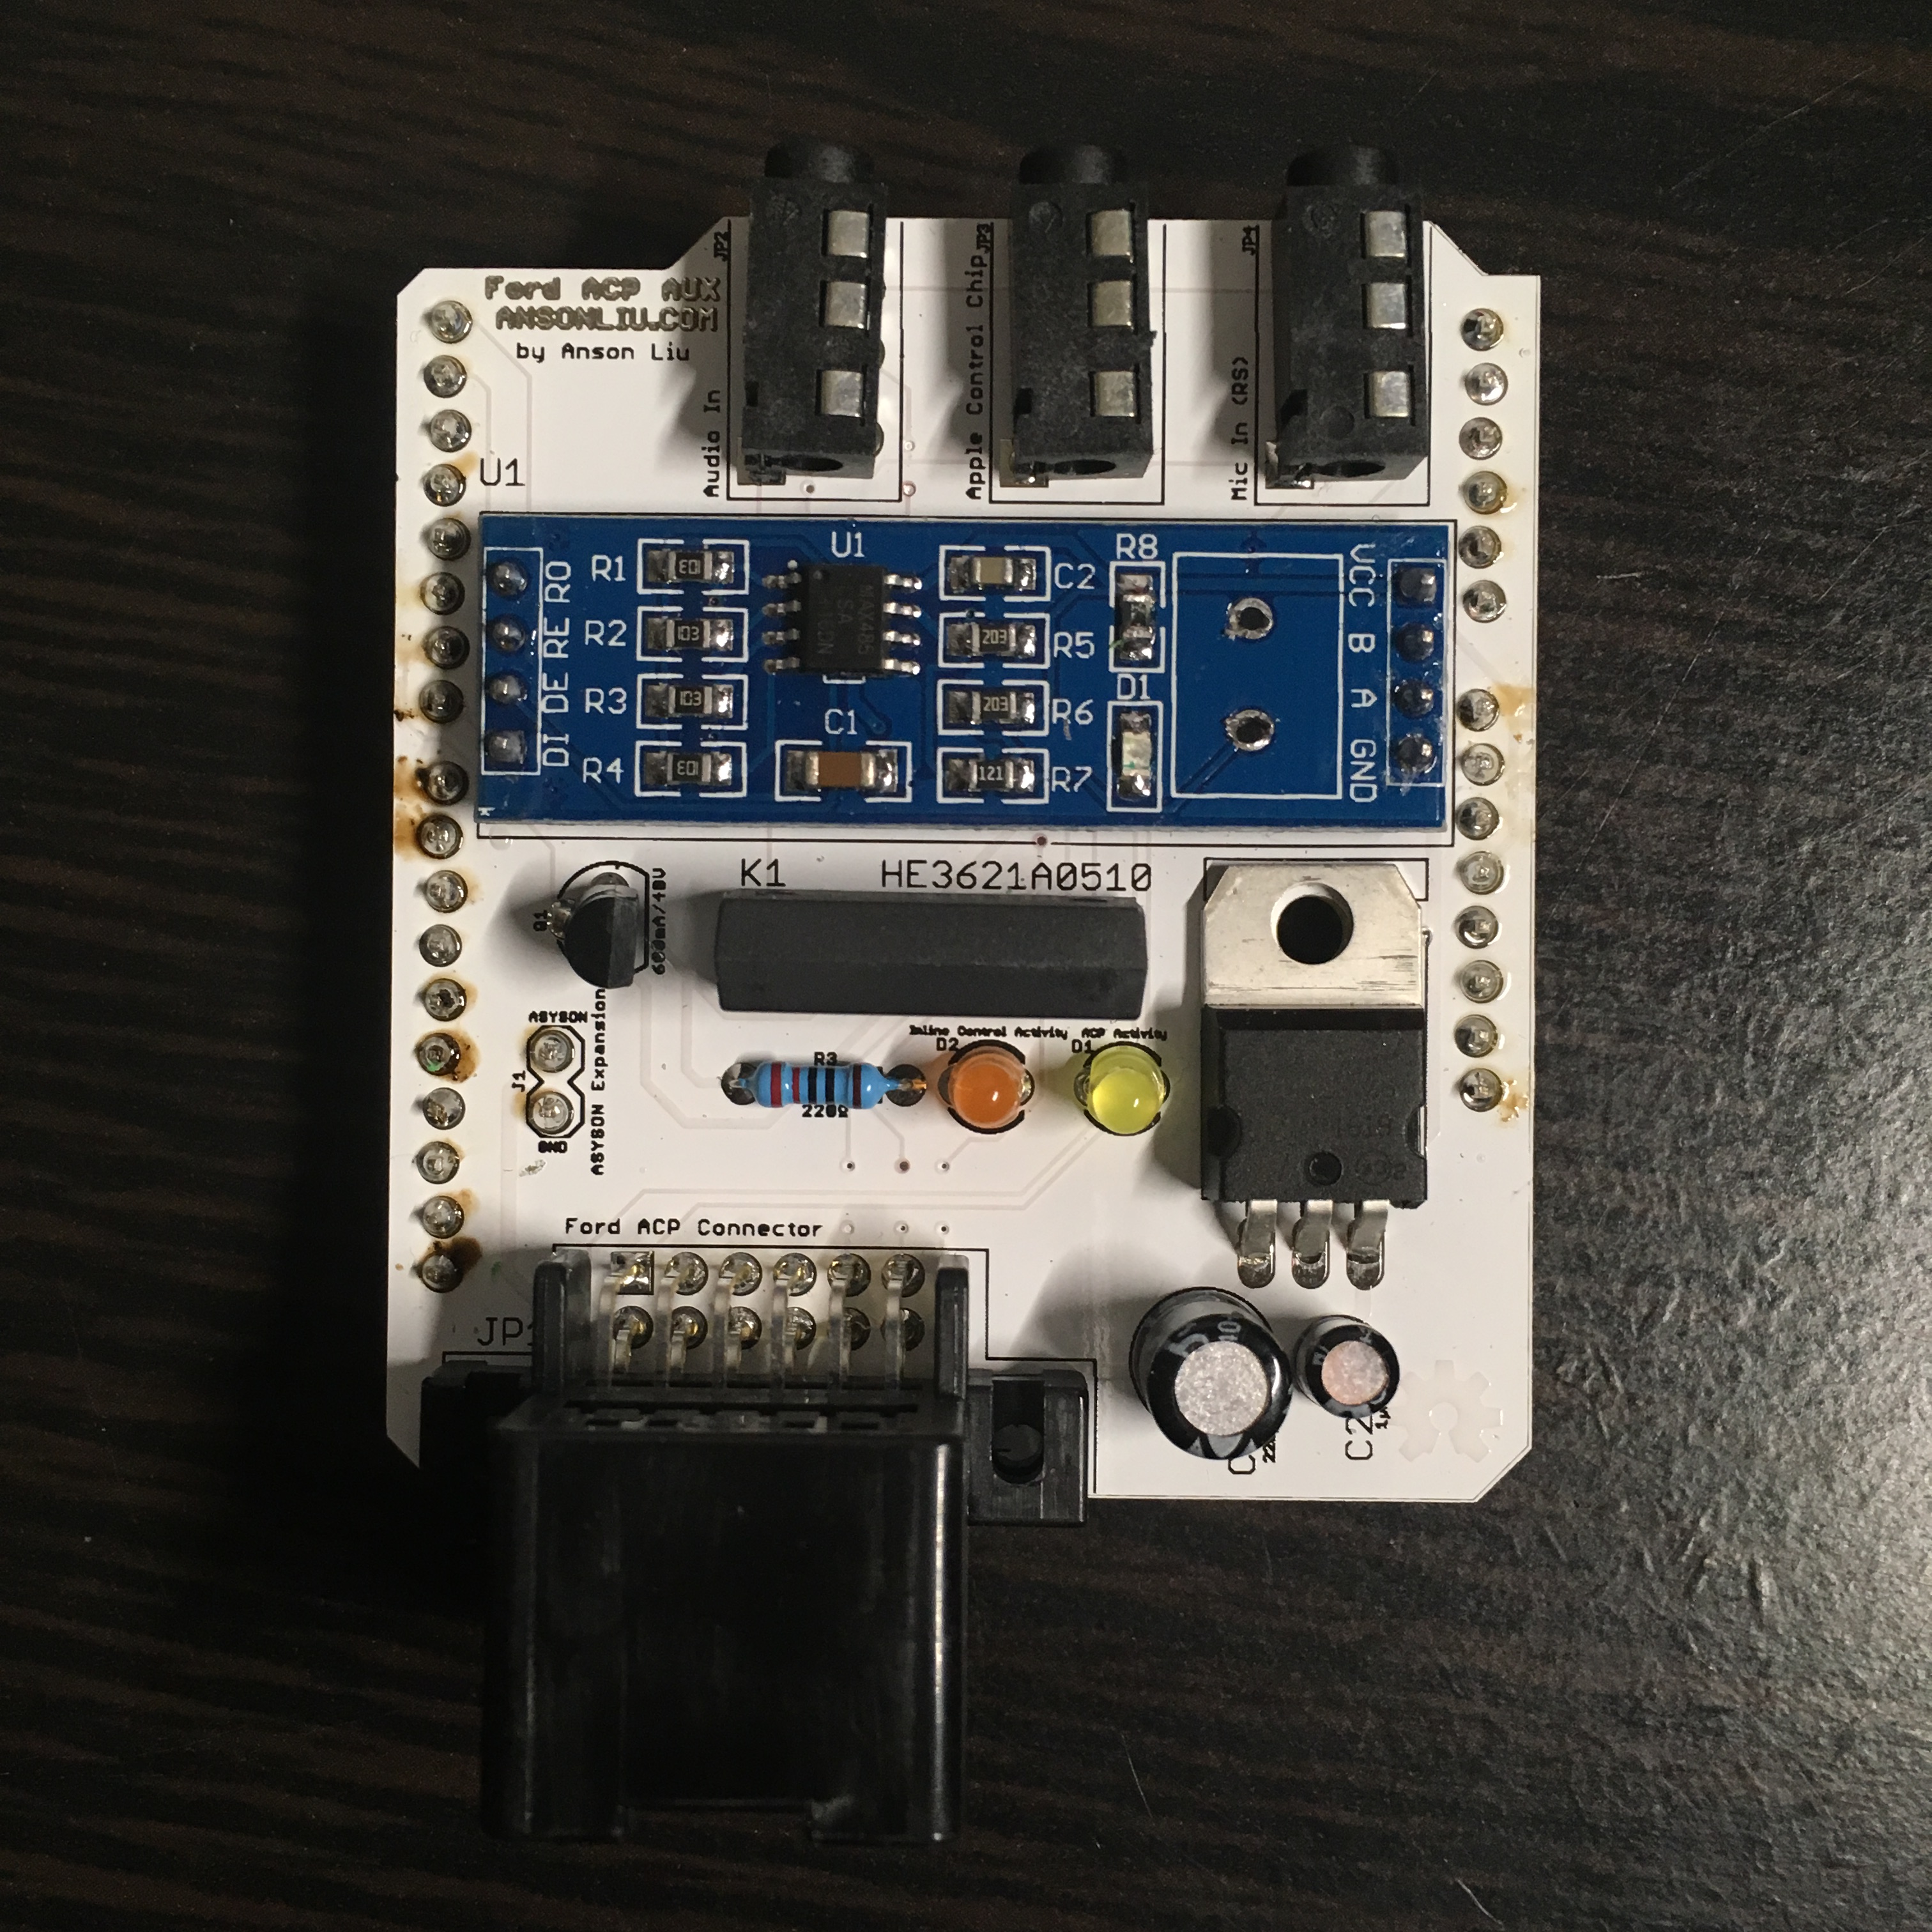 Ford ACP AUX
ANSONLIU.COM
by Anson Liu
JP2
Audio In
JP3
Apple Control Chip
JP4
Mic In (RS)
U1
RO
RE
DE
DI
R1
103
R2
103
R3
103
R4
103
U1
MAX485
C1
C2
R5
203
R6
203
R7
121
R8
D1
VCC
B
A
GND
Q1
600mA/40V
K1
HE3621A0510
ASYSON
J1
GND
ASYSON Expansion
R3
220Ω
Inline Control Activity
D2
ACP Activity
D1
Ford ACP Connector
JP1
C2